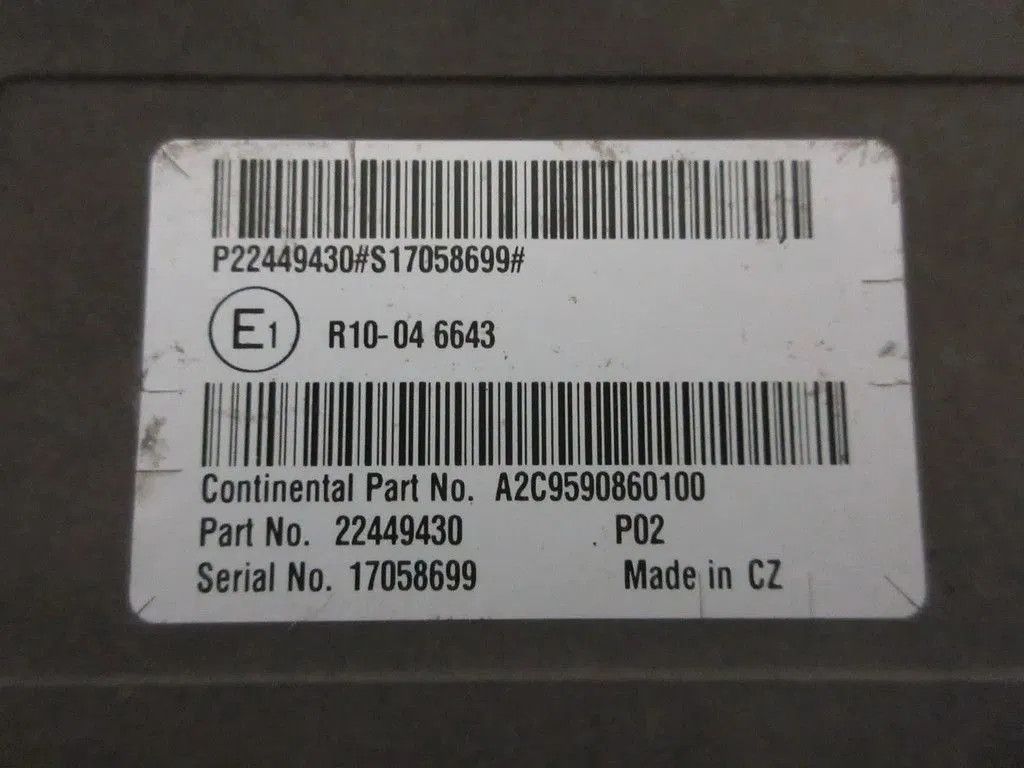 P22449430#S17058699#
E1 R10-04 6643
Continental Part No. A2C9590860100
Part No. 22449430 P02
Serial No. 17058699 Made in CZ